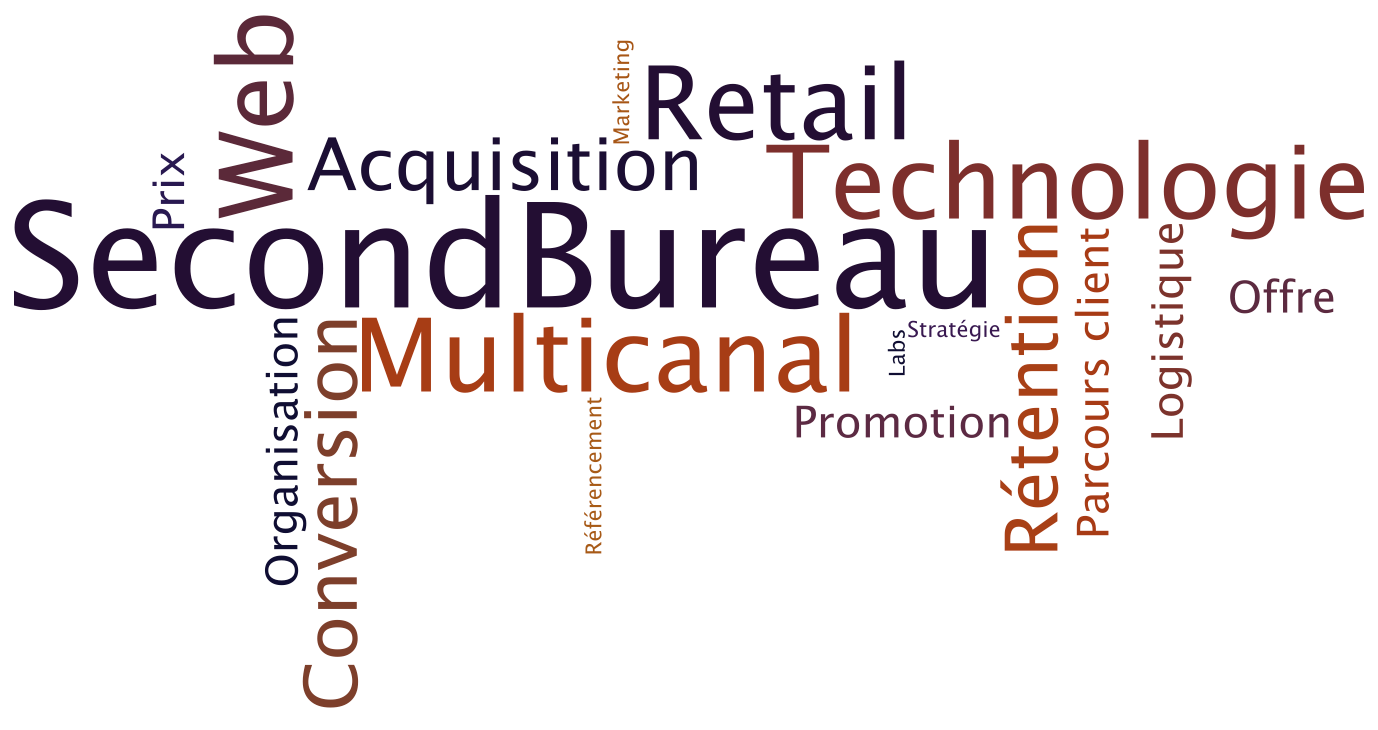 Web
Marketing
Retail
Prix
Acquisition
Technologie
SecondBureau
Organisation
Conversion
Multicanal
Labs
Stratégie
Rétention
Parcours client
Logistique
Offre
Promotion
Référencement